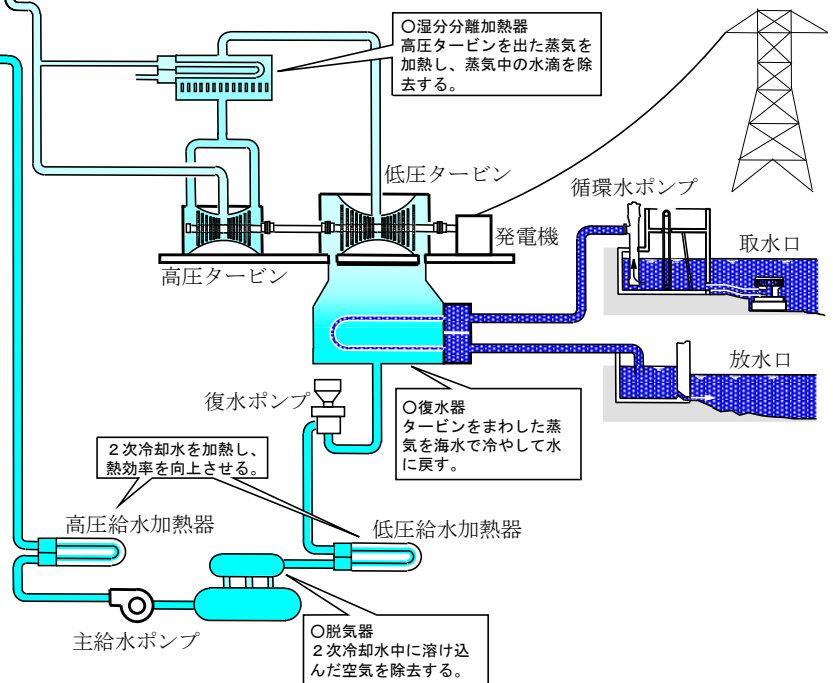 ○湿分分離加熱器
高圧タービンを出た蒸気を
加熱し、蒸気中の水滴を除
去する。
低圧タービン
循環水ポンプ
発電機
取水口
高圧タービン
放水口
復水ポンプ
○復水器
タービンをまわした蒸
気を海水で冷やして水
に戻す。
２次冷却水を加熱し、
熱効率を向上させる。
高圧給水加熱器
低圧給水加熱器
主給水ポンプ
○脱気器
２次冷却水中に溶け込
んだ空気を除去する。